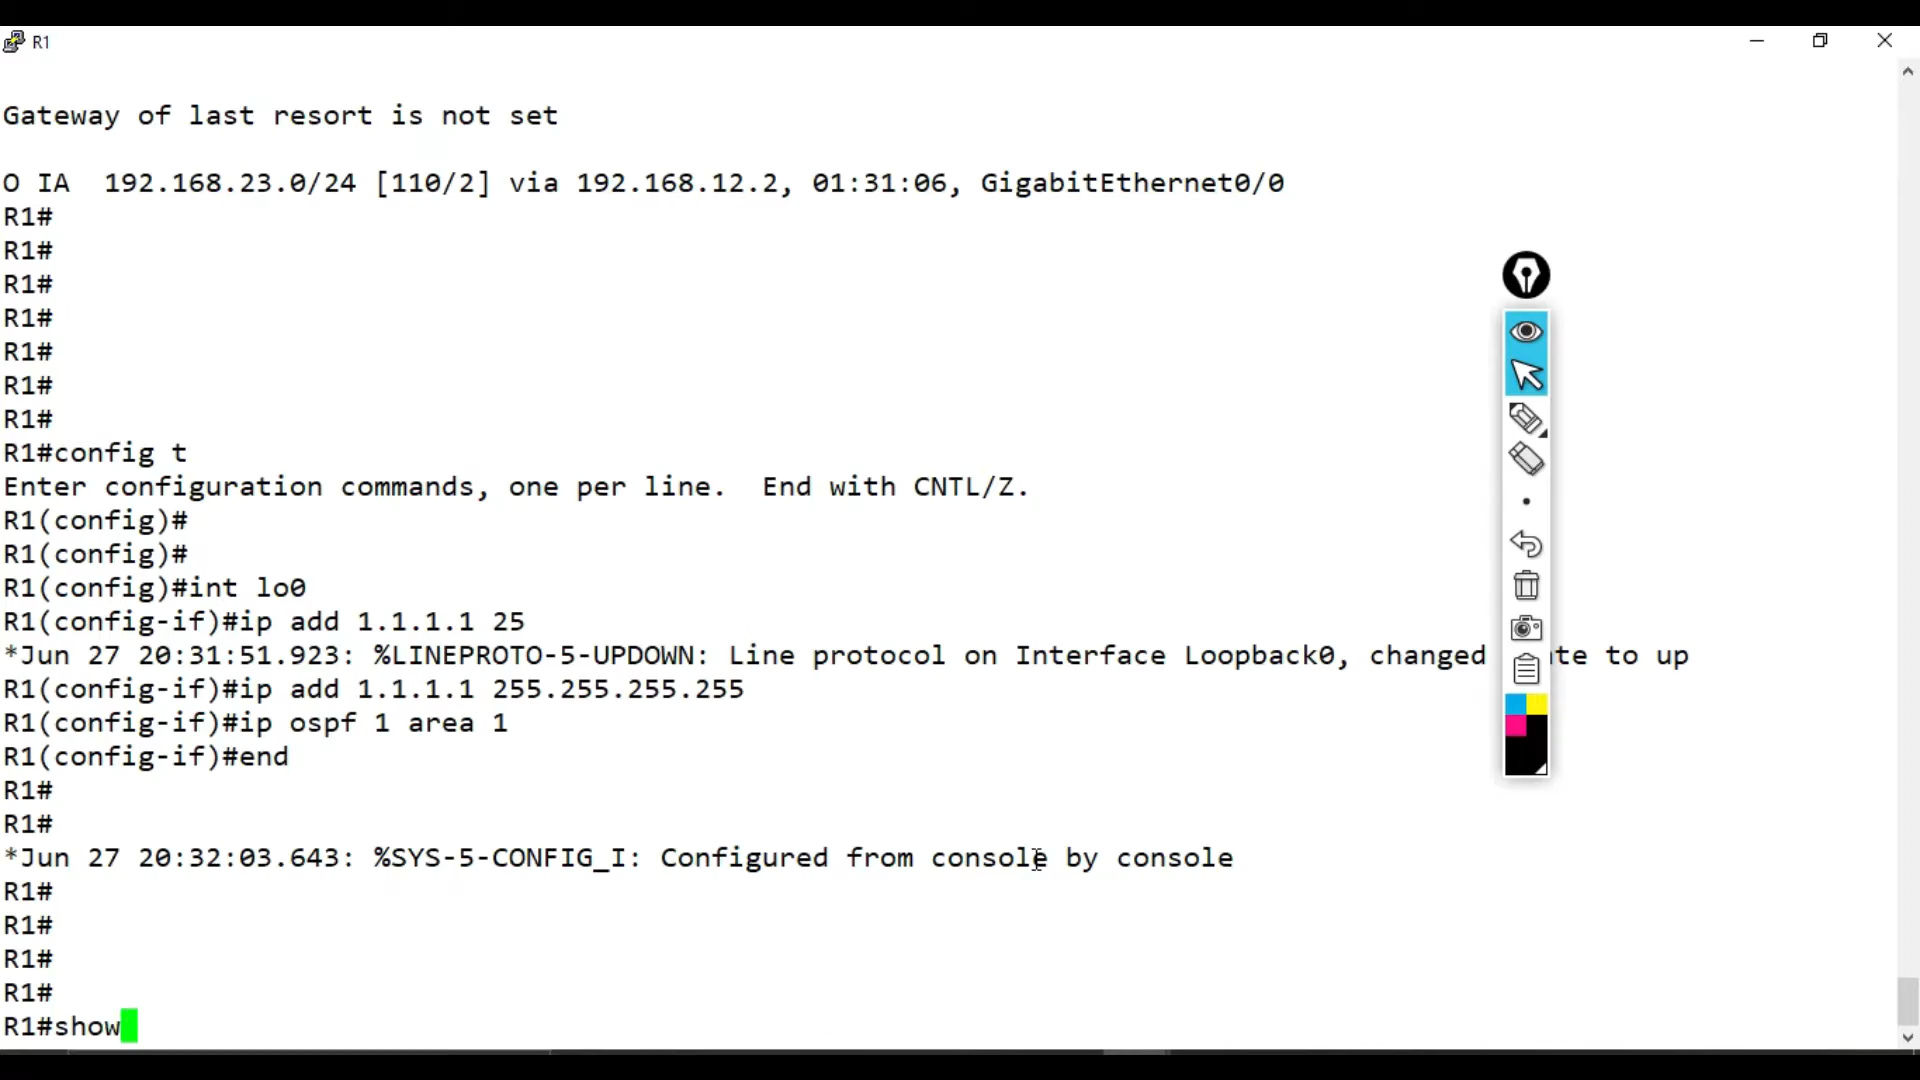 R1
Gateway of last resort is not set
O IA  192.168.23.0/24 [110/2] via 192.168.12.2, 01:31:06, GigabitEthernet0/0
R1#
R1#
R1#
R1#
R1#
R1#
R1#
R1#config t
Enter configuration commands, one per line.  End with CNTL/Z.
R1(config)#
R1(config)#
R1(config)#int lo0
R1(config-if)#ip add 1.1.1.1 25
*Jun 27 20:31:51.923: %LINEPROTO-5-UPDOWN: Line protocol on Interface Loopback0, changed te to up
R1(config-if)#ip add 1.1.1.1 255.255.255.255
R1(config-if)#ip ospf 1 area 1
R1(config-if)#end
R1#
R1#
*Jun 27 20:32:03.643: %SYS-5-CONFIG_I: Configured from console by console
R1#
R1#
R1#
R1#
R1#show